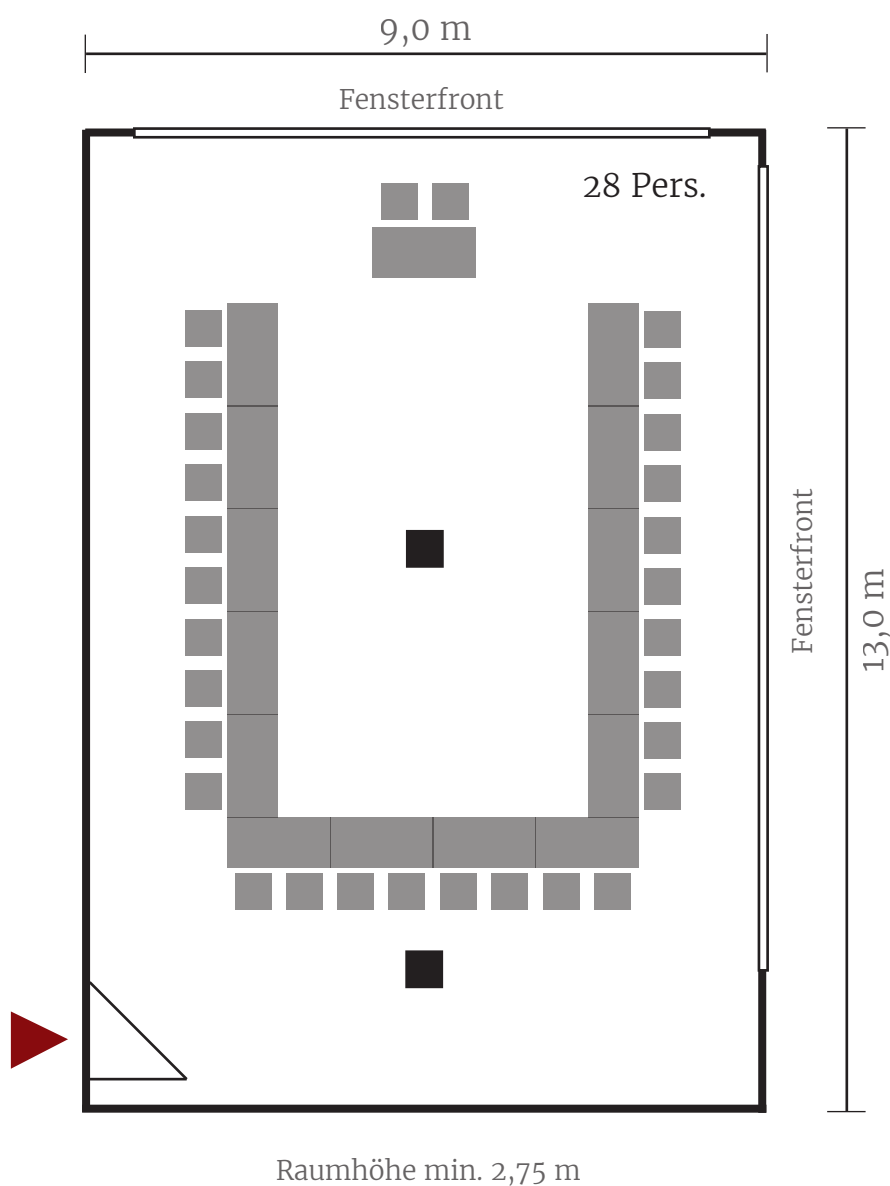 9,0 m
Fensterfront
28 Pers.
Fensterfront
13,0 m
Raumhöhe min. 2,75 m